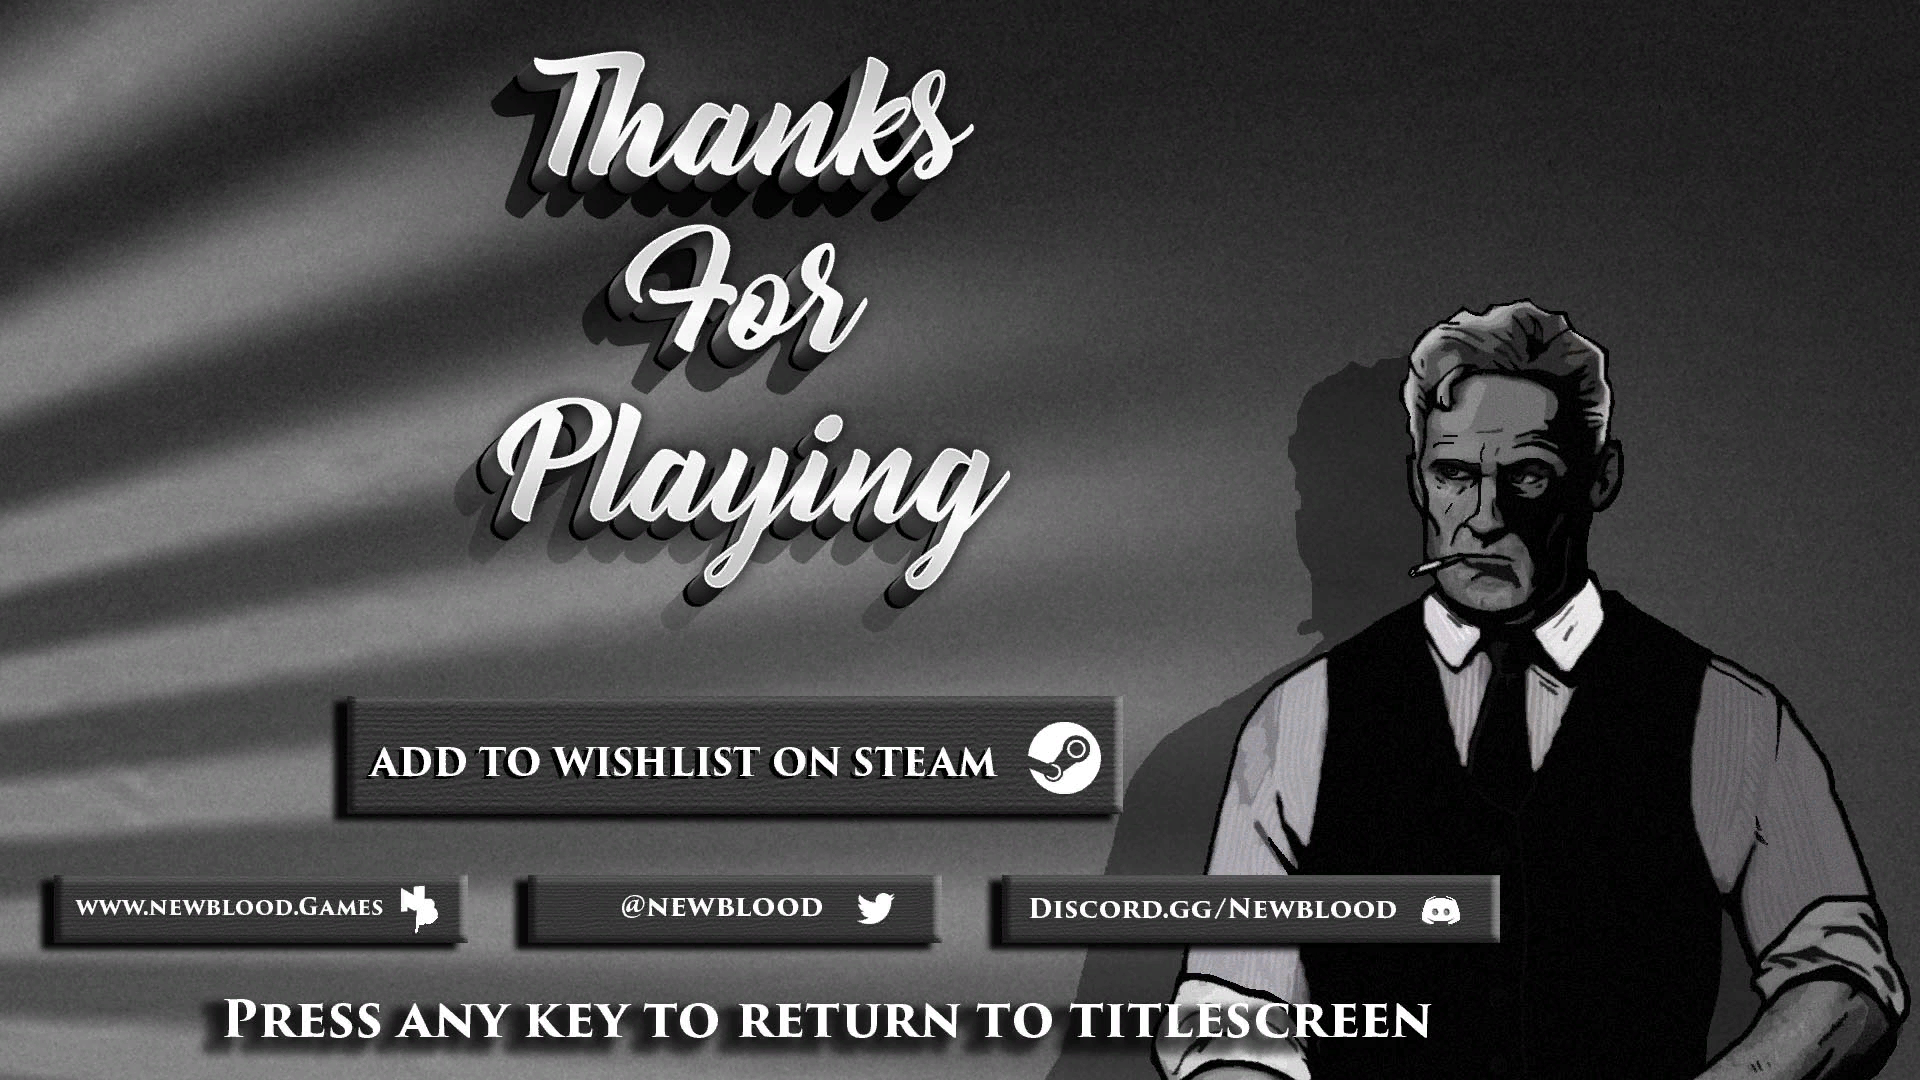 Thanks
For
Playing
ADD TO WISHLIST ON STEAM
www.newblood.Games
@newblood
Discord.gg/Newblood
Press any key to return to titlescreen